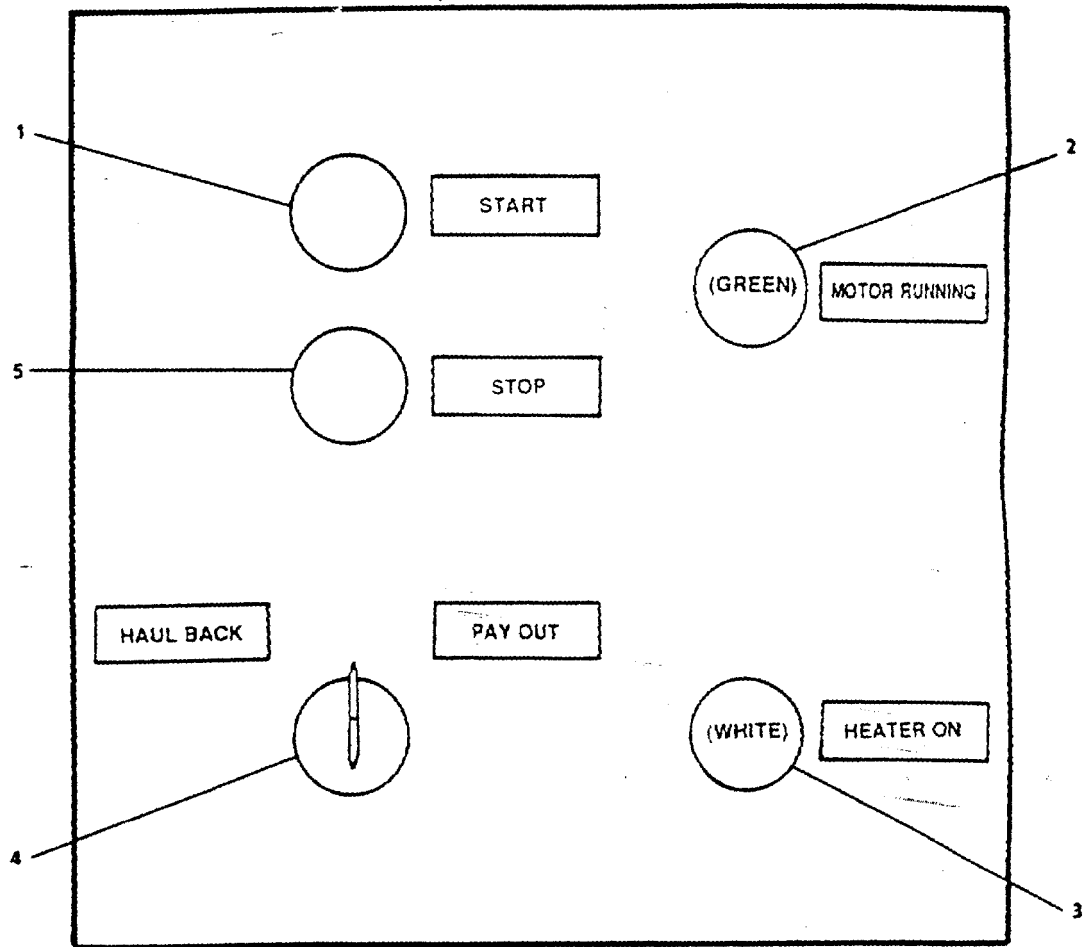 1
START
2
(GREEN)
MOTOR RUNNING
5
STOP
HAUL BACK
PAY OUT
(WHITE)
HEATER ON
4
3